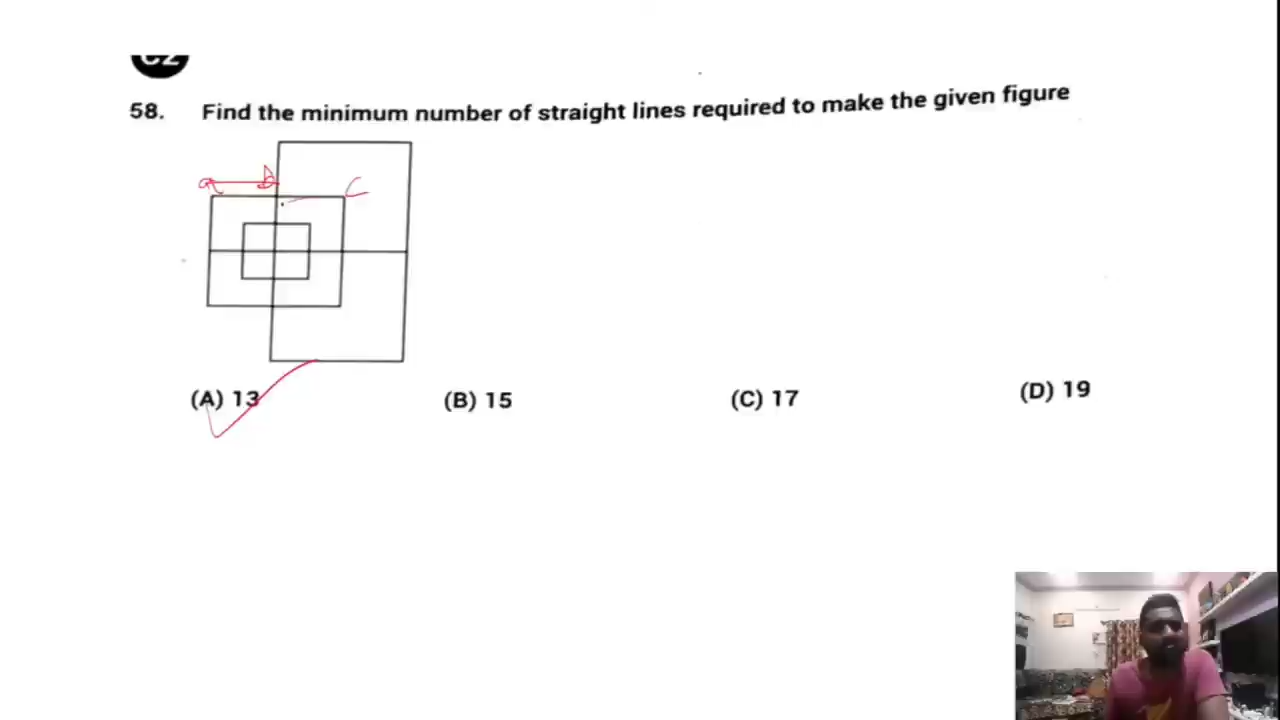 58. Find the minimum number of straight lines required to make the given figure
a b C
(A) 13 (B) 15 (C) 17 (D) 19